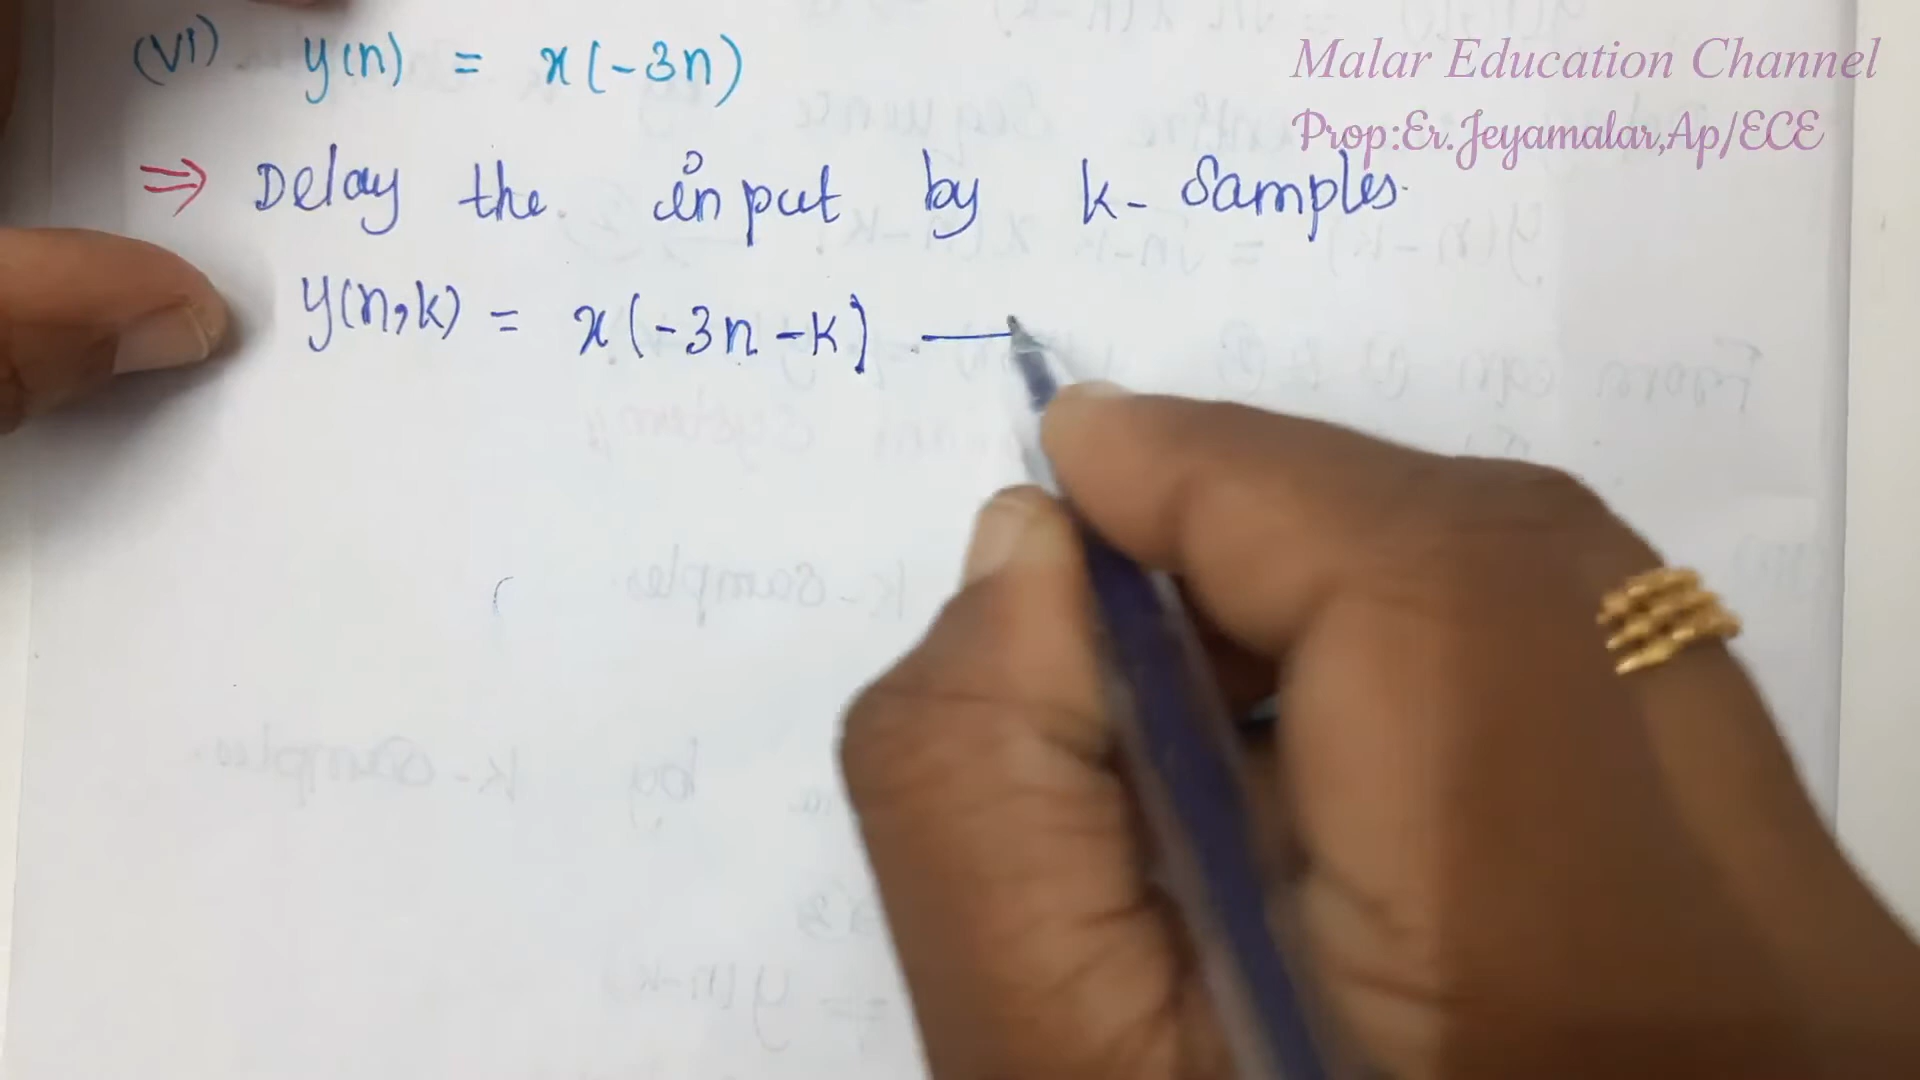 (vi) y(n) = x(-3n)
Malar Education Channel
Prop:Er.Jeyamalar,Ap/ECE
⇒ Delay the input by k- Samples.
y(n,k) = x(-3n-k) —